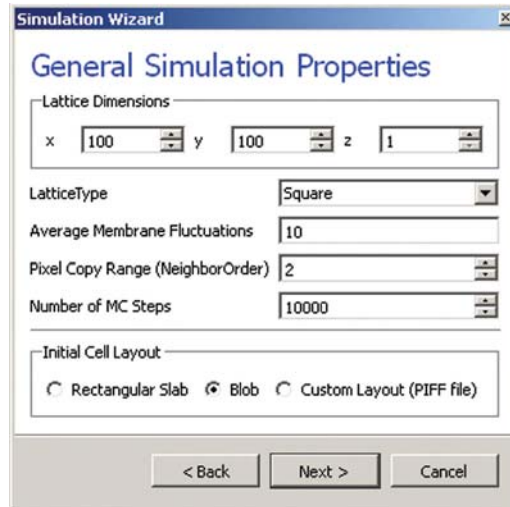 Simulation Wizard
General Simulation Properties
Lattice Dimensions
x 100 y 100 z 1
LatticeType Square
Average Membrane Fluctuations 10
Pixel Copy Range (NeighborOrder) 2
Number of MC Steps 10000
Initial Cell Layout
Rectangular Slab Blob Custom Layout (PIFF file)
< Back Next > Cancel